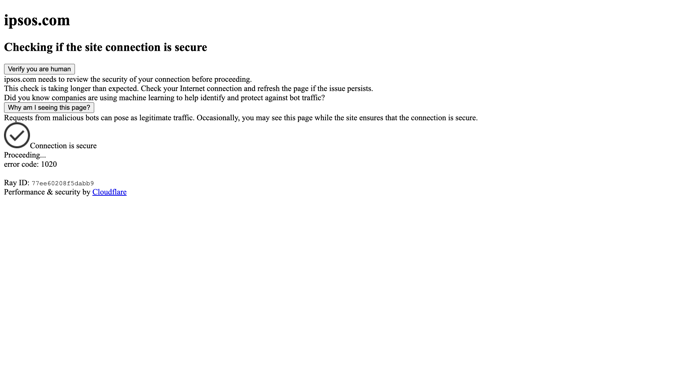 ipsos.com
Checking if the site connection is secure
Verify you are human
ipsos.com needs to review the security of your connection before proceeding.
This check is taking longer than expected. Check your Internet connection and refresh the page if the issue persists.
Did you know companies are using machine learning to help identify and protect against bot traffic?
Why am I seeing this page?
Requests from malicious bots can pose as legitimate traffic. Occasionally, you may see this page while the site ensures that the connection is secure.
Connection is secure
Proceeding...
error code: 1020
Ray ID: 77ee60208f5dabb9
Performance & security by Cloudflare